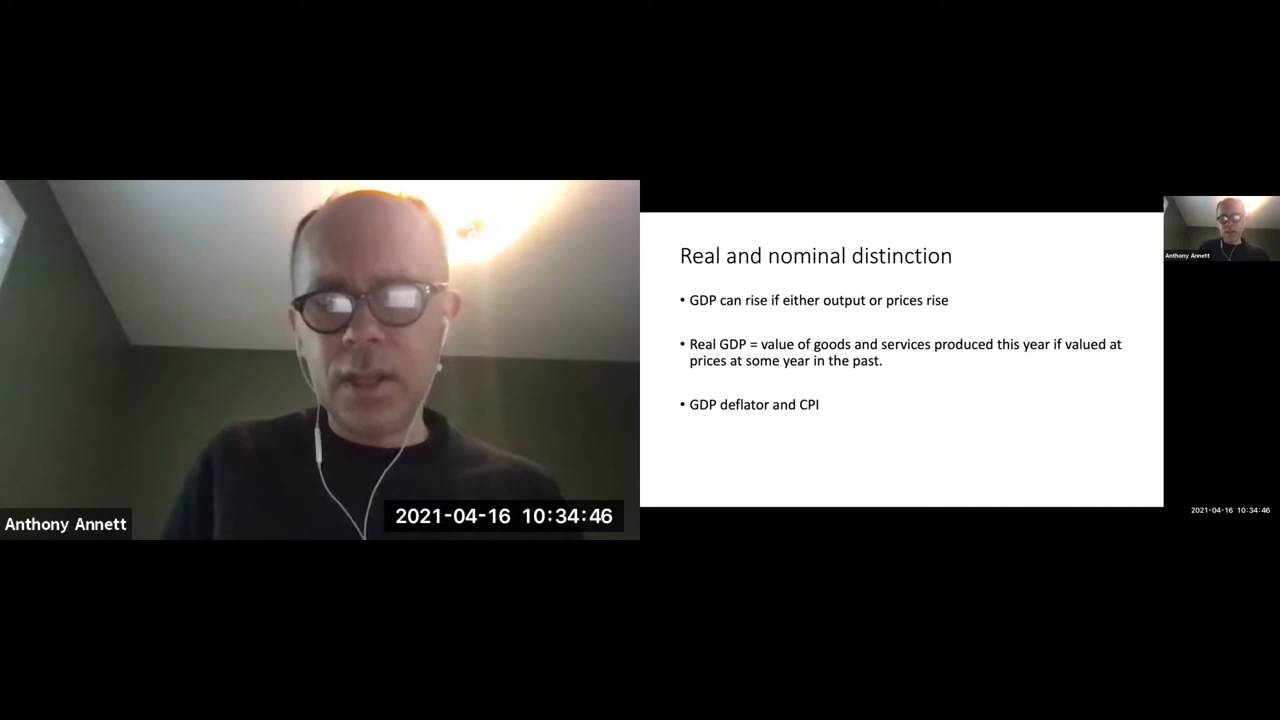 Anthony Annett
2021-04-16 10:34:46
Real and nominal distinction
• GDP can rise if either output or prices rise
• Real GDP = value of goods and services produced this year if valued at
prices at some year in the past.
• GDP deflator and CPI
Anthony Annett
2021-04-16 10:34:46